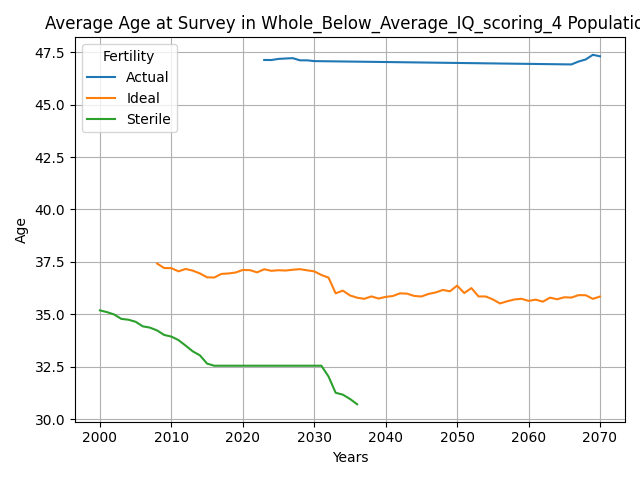 Average Age at Survey in Whole_Below_Average_IQ_scoring_4 Populatio
Fertility
Actual
Ideal
Sterile
47.5
45.0
42.5
40.0
37.5
35.0
32.5
30.0
Age
2000 2010 2020 2030 2040 2050 2060 2070
Years